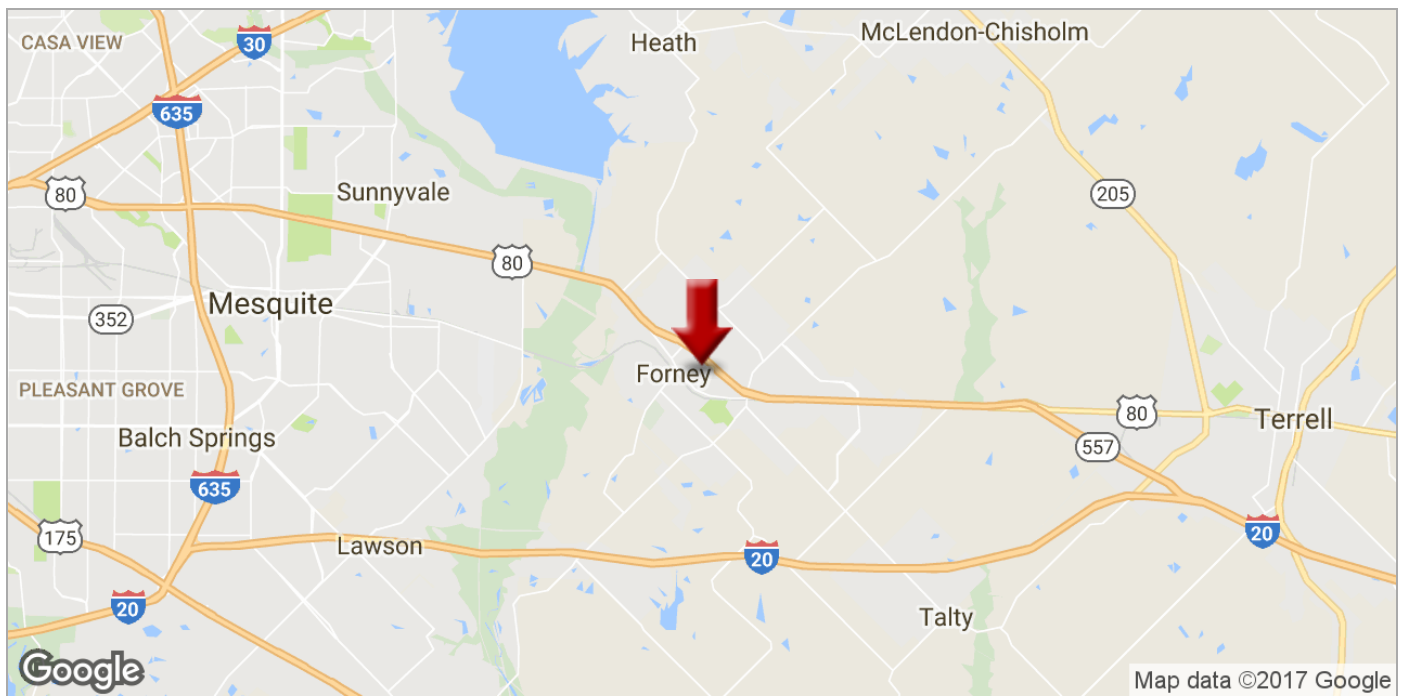 CASA VIEW
30
Heath
McLendon-Chisholm
635
80
Sunnyvale
205
80
Mesquite
352
Forney
PLEASANT GROVE
80
Terrell
Balch Springs
557
635
175
Lawson
20
20
20
Talty
Google
Map data ©2017 Google